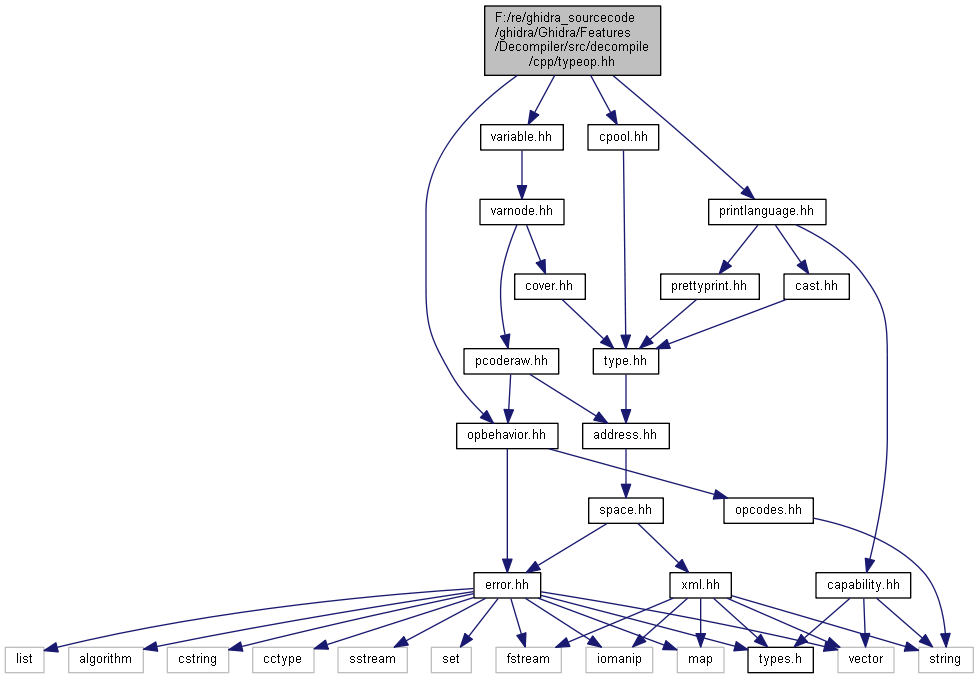 F:/re/ghidra_sourcecode
/ghidra/Ghidra/Features
/Decompiler/src/decompile
/cpp/typeop.hh
variable.hh
cpool.hh
varnode.hh
printlanguage.hh
cover.hh
prettyprint.hh
cast.hh
pcoderaw.hh
type.hh
opbehavior.hh
address.hh
space.hh
opcodes.hh
error.hh
xml.hh
capability.hh
list
algorithm
cstring
cctype
sstream
set
fstream
iomanip
map
types.h
vector
string